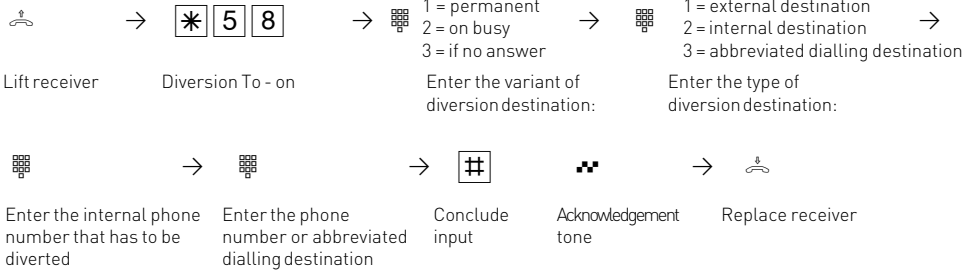 1 = permanent
1 = external destination
* 5 8
2 = on busy
2 = internal destination
3 = if no answer
3 = abbreviated dialling destination
Lift receiver
Diversion To - on
Enter the variant of
diversion destination:
Enter the type of
diversion destination:
#
Enter the internal phone
number that has to be
diverted
Enter the phone
number or abbreviated
dialling destination
Conclude
input
Acknowledgement
tone
Replace receiver